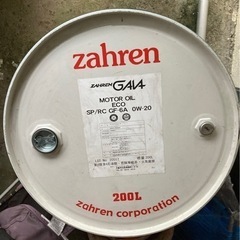 zahren
ZAHREN GAIA
MOTOR OIL
ECO
SP/RC GF-6A 0W-20
200L
zahren corporation